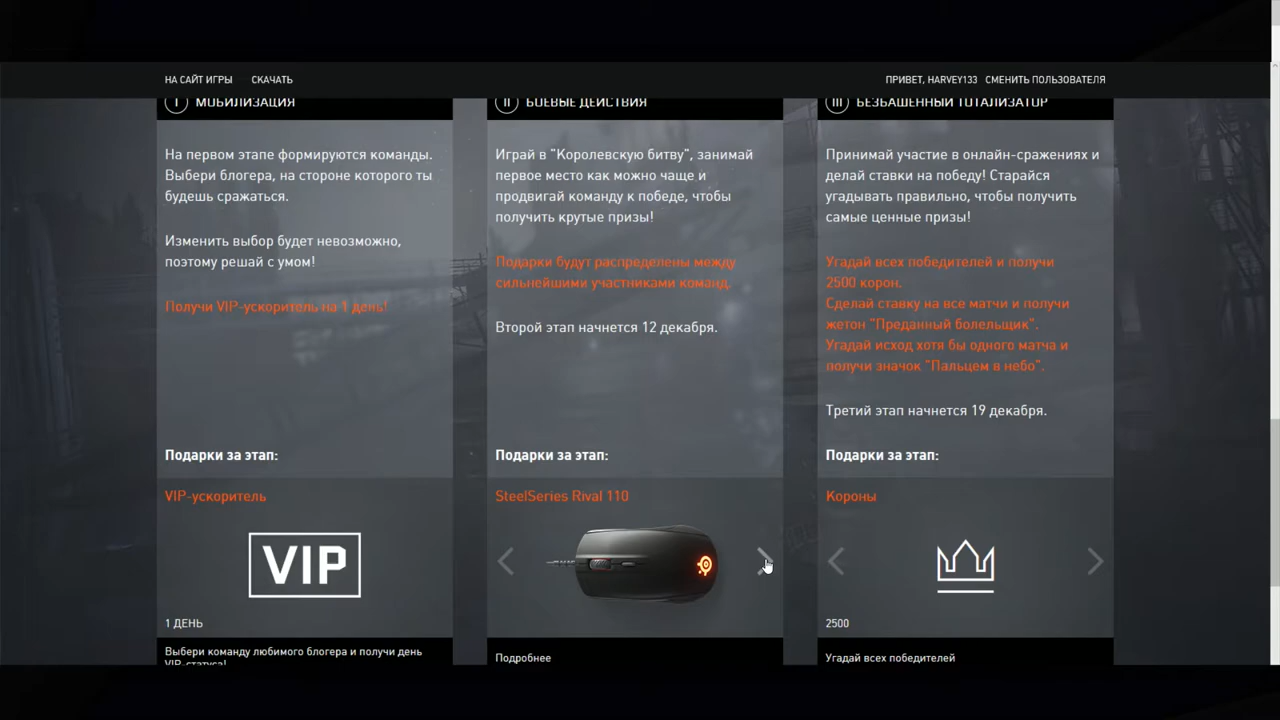 НА САЙТ ИГРЫ СКАЧАТЬ
ПРИВЕТ, HARVEY133 СМЕНИТЬ ПОЛЬЗОВАТЕЛЯ
I МОБИЛИЗАЦИЯ
На первом этапе формируются команды.
Выбери блогера, на стороне которого ты
будешь сражаться.
Изменить выбор будет невозможно,
поэтому решай с умом!
Получи VIP-ускоритель на 1 день!
Подарки за этап:
VIP-ускоритель
VIP
1 ДЕНЬ
Выбери команду любимого блогера и получи день
VIP-статуса!
II БОЕВЫЕ ДЕЙСТВИЯ
Играй в "Королевскую битву", занимай
первое место как можно чаще и
продвигай команду к победе, чтобы
получить крутые призы!
Подарки будут распределены между
сильнейшими участниками команд.
Второй этап начнется 12 декабря.
Подарки за этап:
SteelSeries Rival 110
Подробнее
III БЕЗБАШЕННЫЙ ТОТАЛИЗАТОР
Принимай участие в онлайн-сражениях и
делай ставки на победу! Старайся
угадывать правильно, чтобы получить
самые ценные призы!
Угадай всех победителей и получи
2500 корон.
Сделай ставку на все матчи и получи
жетон "Преданный болельщик".
Угадай исход хотя бы одного матча и
получи значок "Пальцем в небо".
Третий этап начнется 19 декабря.
Подарки за этап:
Короны
2500
Угадай всех победителей